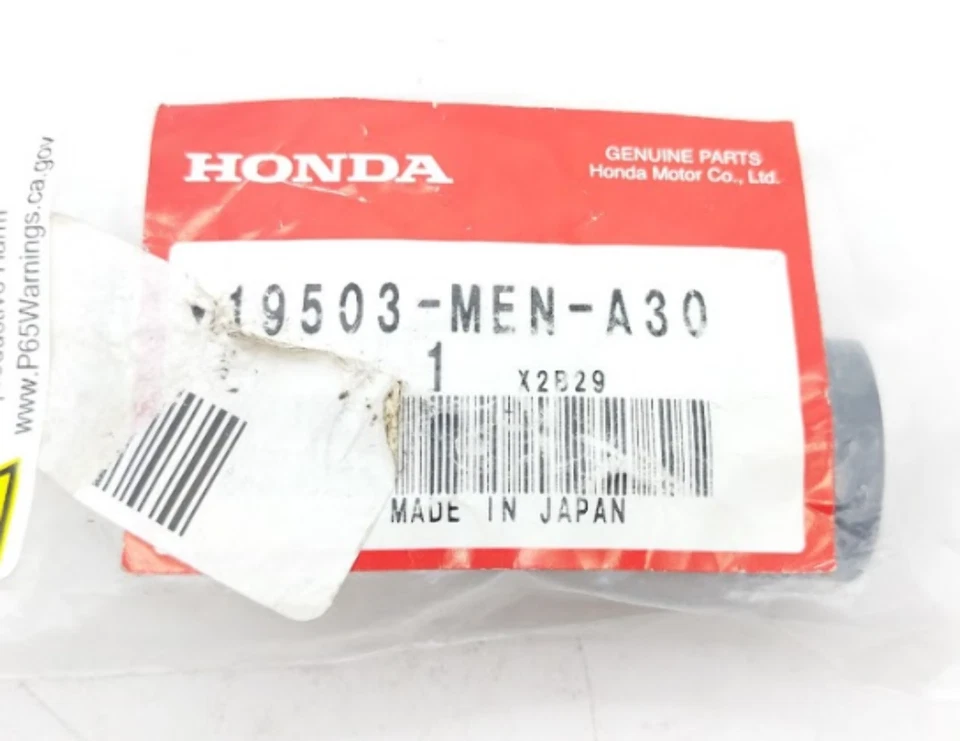 HONDA
GENUINE PARTS
Honda Motor Co., Ltd.
19503-MEN-A30
1
X2B29
MADE IN JAPAN
www.P65Warnings.ca.gov